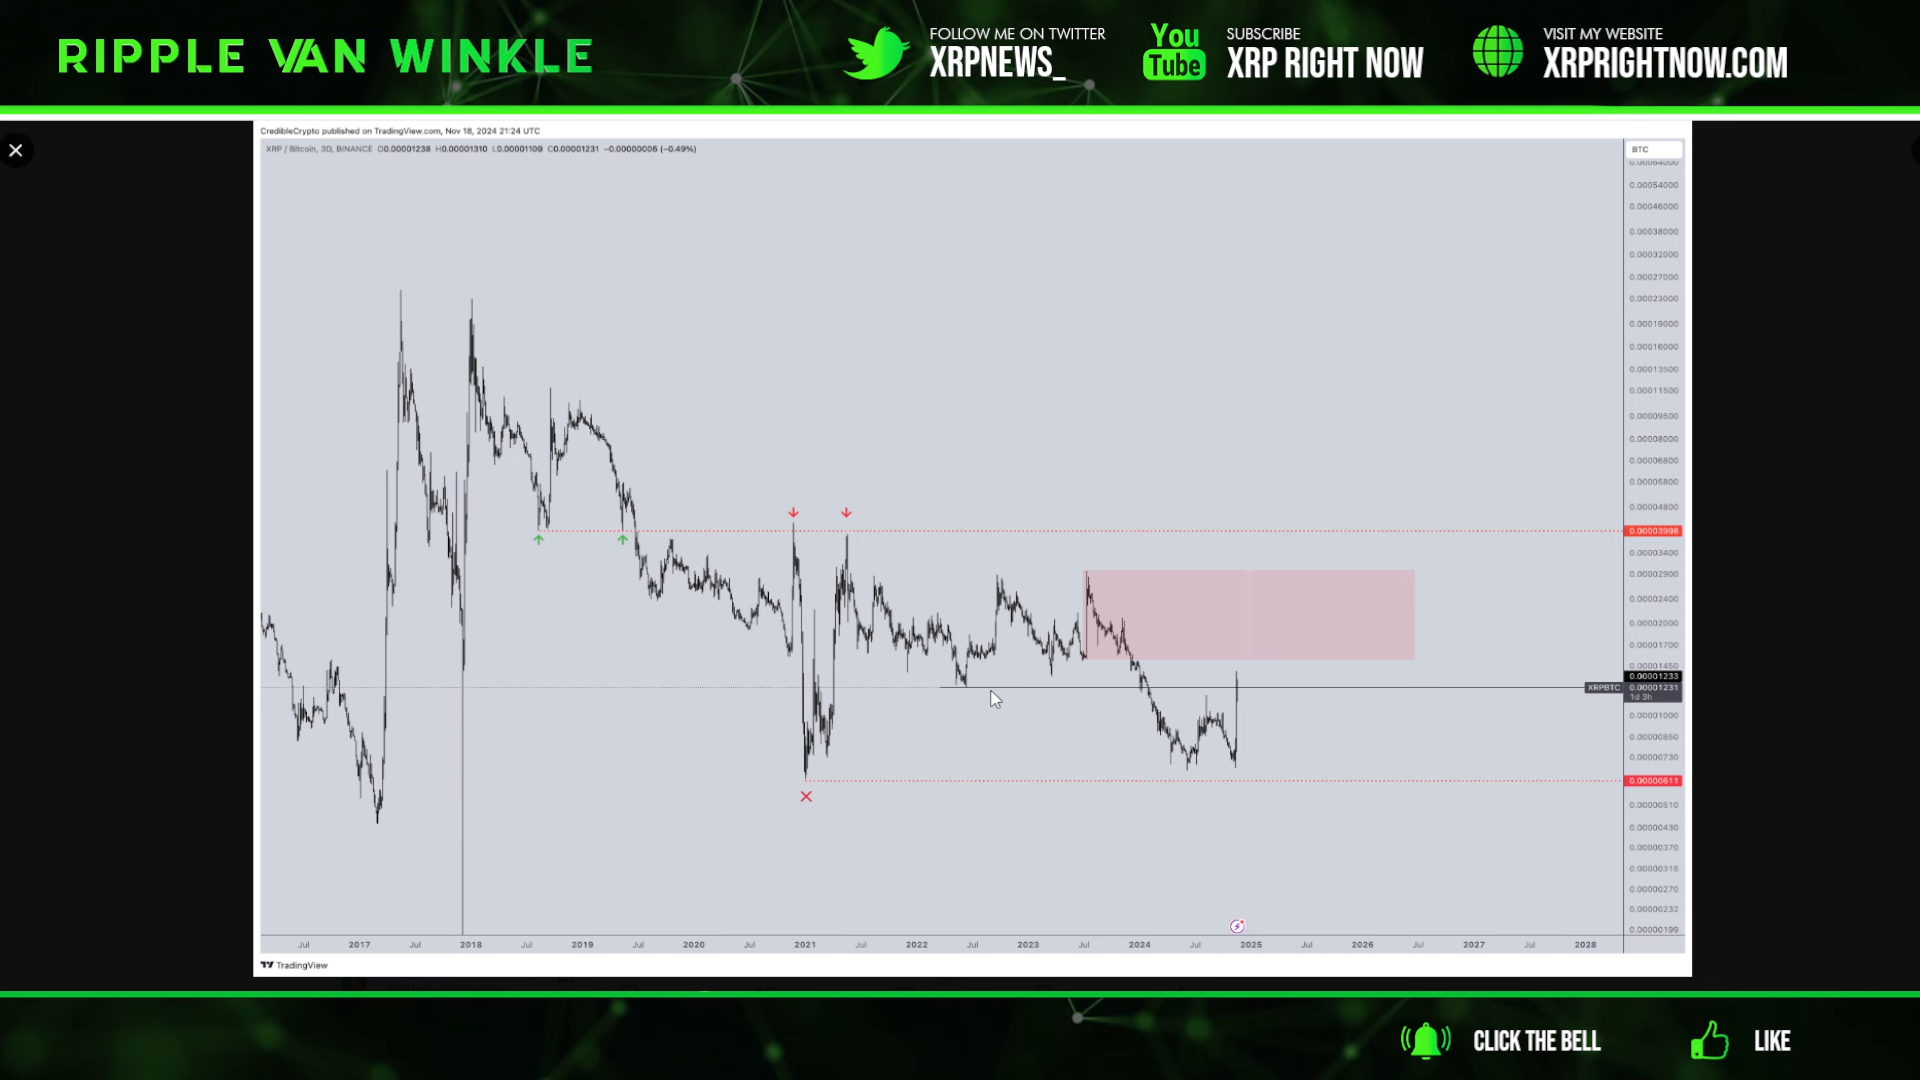 RIPPLE VAN WINKLE
FOLLOW ME ON TWITTER
XRPNEWS_
You
Tube
SUBSCRIBE
XRP RIGHT NOW
VISIT MY WEBSITE
XRPRIGHTNOW.COM
CredibleCrypto published on TradingView.com, Nov 18, 2024 21:24 UTC
XRP / Bitcoin, 3D, BINANCE O0.00001238 H0.00001310 L0.00001109 C0.00001231 −0.00000006 (−0.49%)
BTC
0.00064000
0.00054000
0.00046000
0.00038000
0.00032000
0.00027000
0.00023000
0.00019000
0.00016000
0.00013500
0.00011500
0.00009500
0.00008000
0.00006800
0.00005800
0.00004800
0.00003998
0.00003400
0.00002900
0.00002400
0.00002000
0.00001700
0.00001450
0.00001233
XRPBTC 0.00001231
1d 3h
0.00001000
0.00000850
0.00000730
0.00000611
0.00000510
0.00000430
0.00000370
0.00000315
0.00000270
0.00000232
0.00000199
Jul 2017 Jul 2018 Jul 2019 Jul 2020 Jul 2021 Jul 2022 Jul 2023 Jul 2024 Jul 2025 Jul 2026 Jul 2027 Jul 2028
TradingView
CLICK THE BELL
LIKE